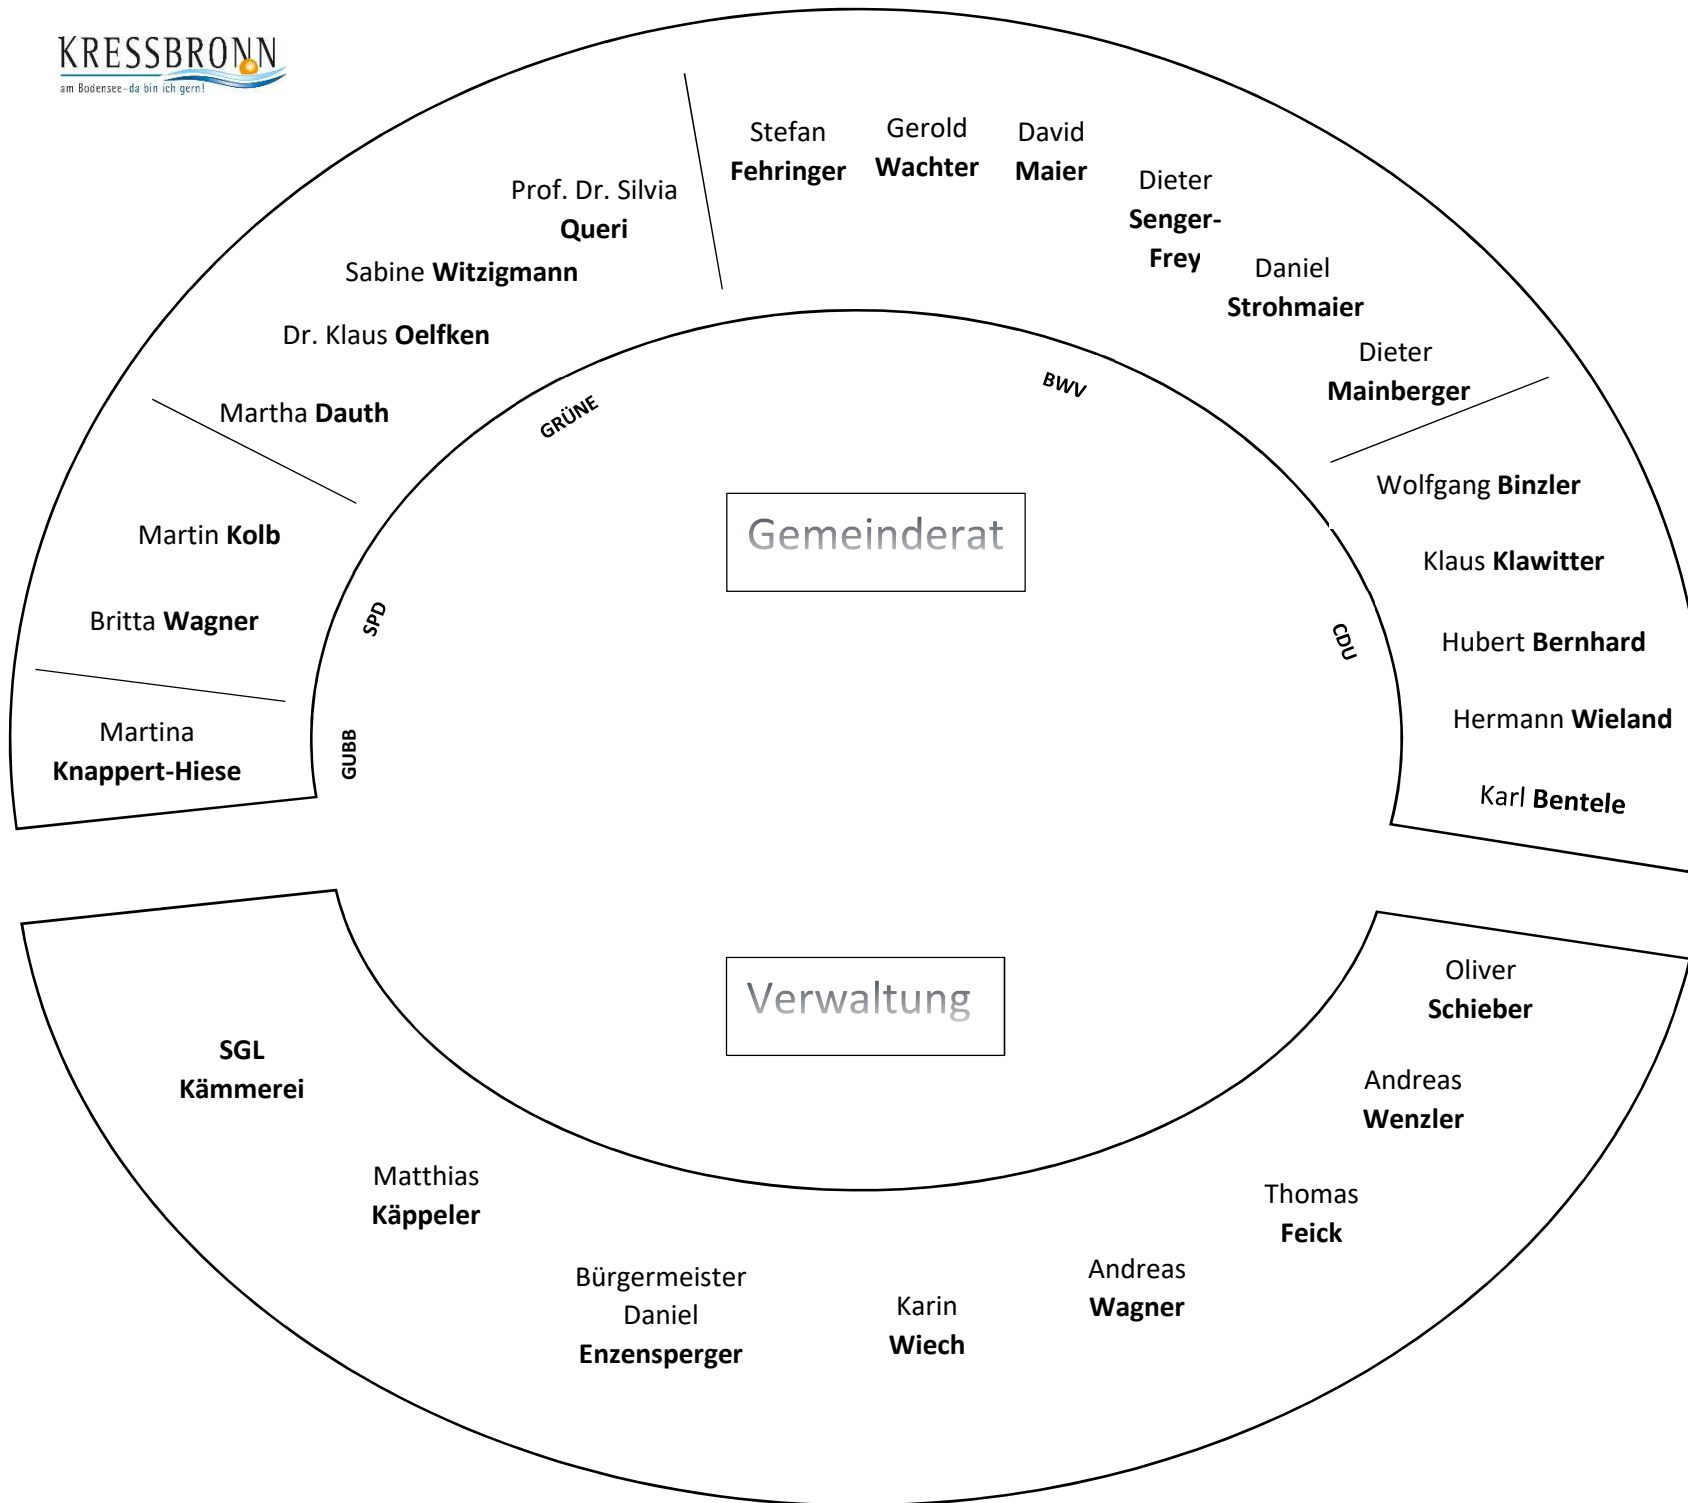 KRESSBRONN
am Bodensee-da bin ich gern!
Stefan
Fehringer
Gerold
Wachter
David
Maier
Dieter
Senger-
Frey
Daniel
Strohmaier
Dieter
Mainberger
Prof. Dr. Silvia
Queri
Sabine Witzigmann
Dr. Klaus Oelfken
Martha Dauth
GRÜNE
BWV
Wolfgang Binzler
Klaus Klawitter
Hubert Bernhard
Hermann Wieland
Karl Bentele
CDU
Gemeinderat
Martin Kolb
Britta Wagner
SPD
Martina
Knappert-Hiese
GUBB
Verwaltung
SGL
Kämmerei
Matthias
Käppeler
Bürgermeister
Daniel
Enzensperger
Karin
Wiech
Andreas
Wagner
Thomas
Feick
Andreas
Wenzler
Oliver
Schieber